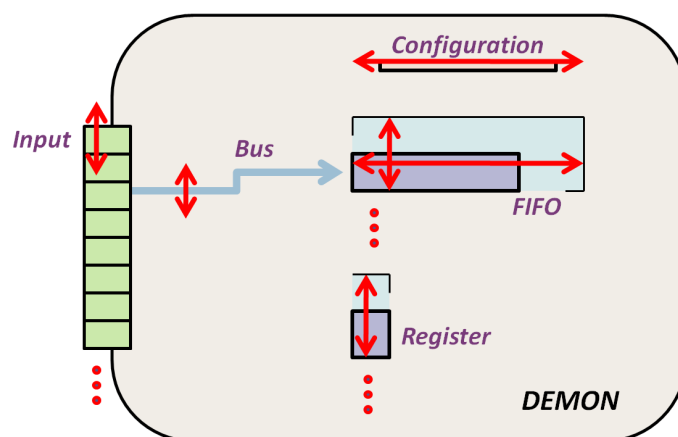 Configuration
Input
Bus
FIFO
Register
DEMON